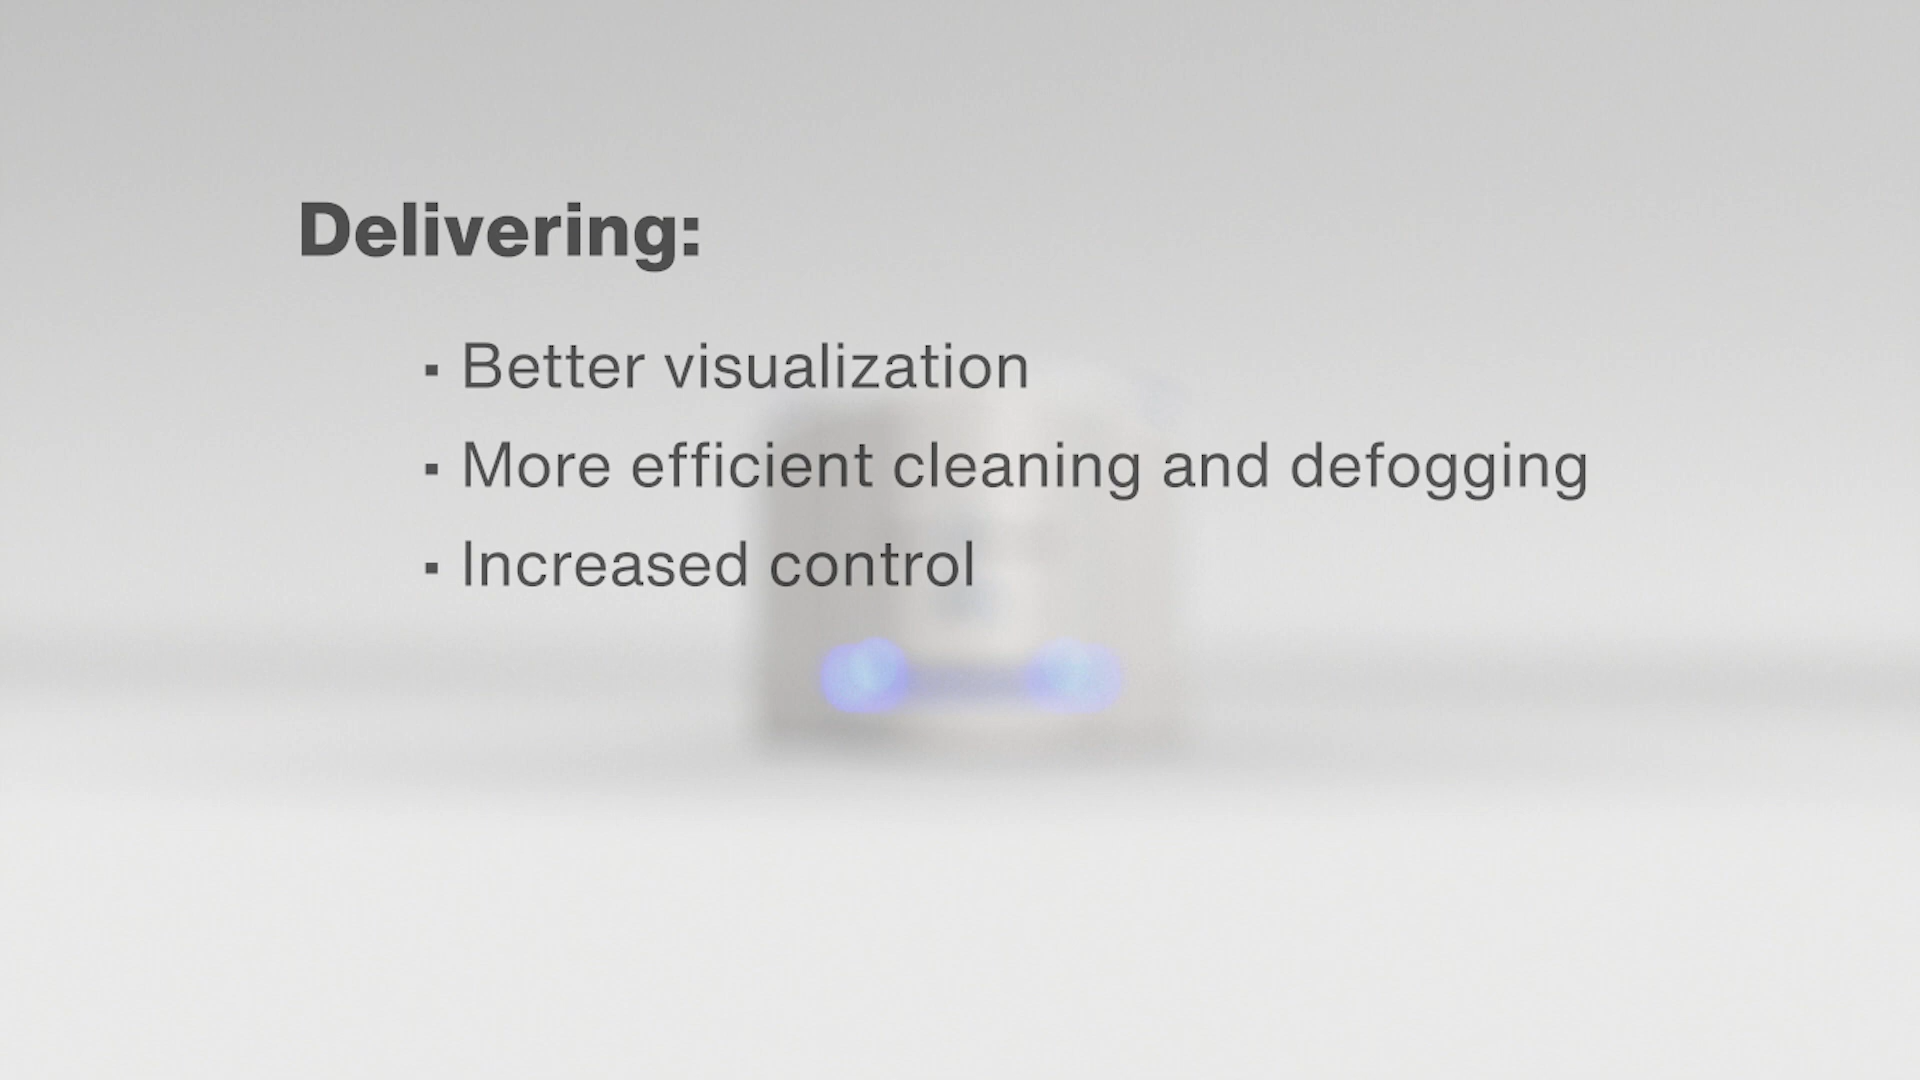 Delivering:
▪ Better visualization
▪ More efficient cleaning and defogging
▪ Increased control